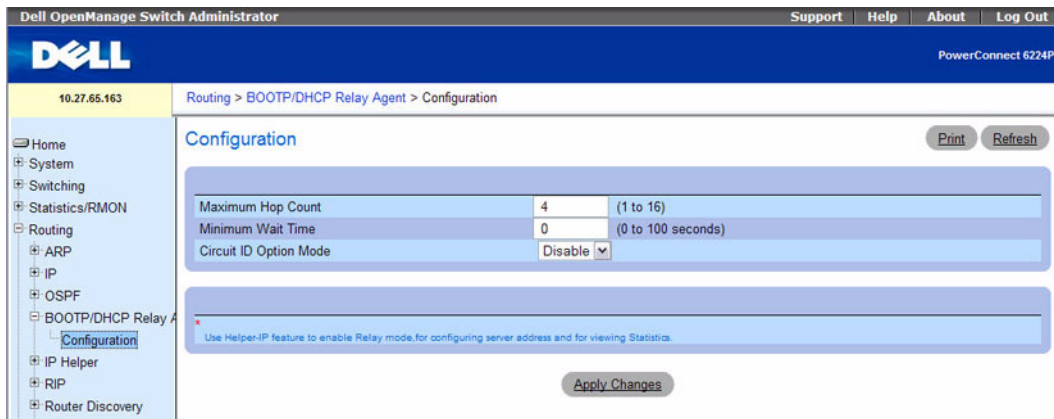 Dell OpenManage Switch Administrator
Support Help About Log Out
DELL
PowerConnect 6224P
10.27.65.163
Routing > BOOTP/DHCP Relay Agent > Configuration
Home
System
Switching
Statistics/RMON
Routing
ARP
IP
OSPF
BOOTP/DHCP Relay A
Configuration
IP Helper
RIP
Router Discovery
Configuration
Print Refresh
Maximum Hop Count 4 (1 to 16)
Minimum Wait Time 0 (0 to 100 seconds)
Circuit ID Option Mode Disable
*
Use Helper-IP feature to enable Relay mode,for configuring server address and for viewing Statistics.
Apply Changes